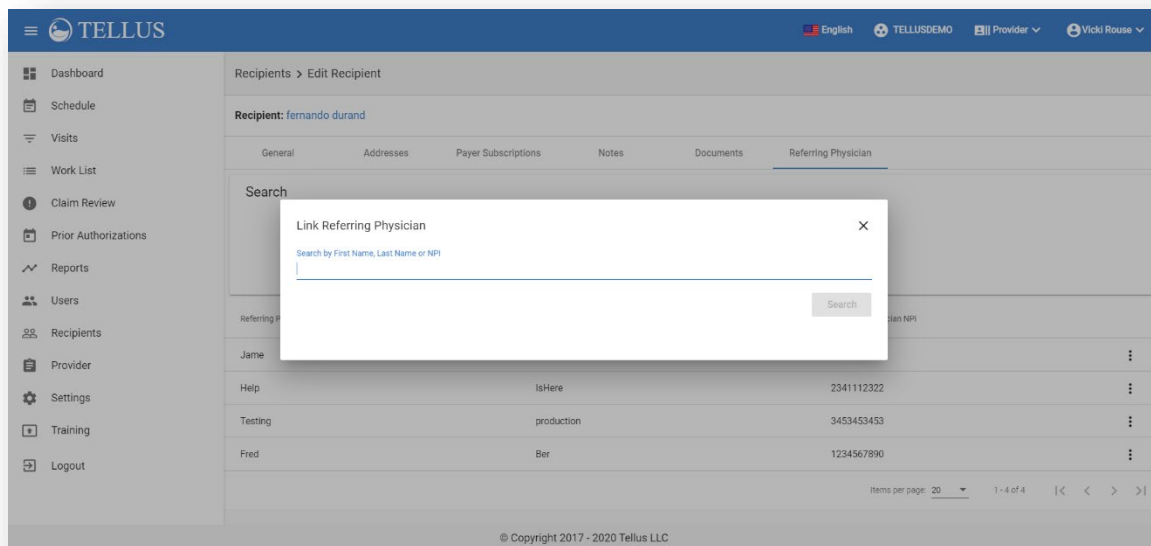 TELLUS
English TELLUSDEMO Provider Vicki Rouse
Dashboard
Schedule
Visits
Work List
Claim Review
Prior Authorizations
Reports
Users
Recipients
Provider
Settings
Training
Logout
Recipients > Edit Recipient
Recipient: fernando durand
General Addresses Payer Subscriptions Notes Documents Referring Physician
Search
Link Referring Physician
Search by First Name, Last Name or NPI
Search
Referring P cian NPI
Jame
Help IsHere 2341112322
Testing production 3453453453
Fred Ber 1234567890
Items per page: 20 1 - 4 of 4
© Copyright 2017 - 2020 Tellus LLC